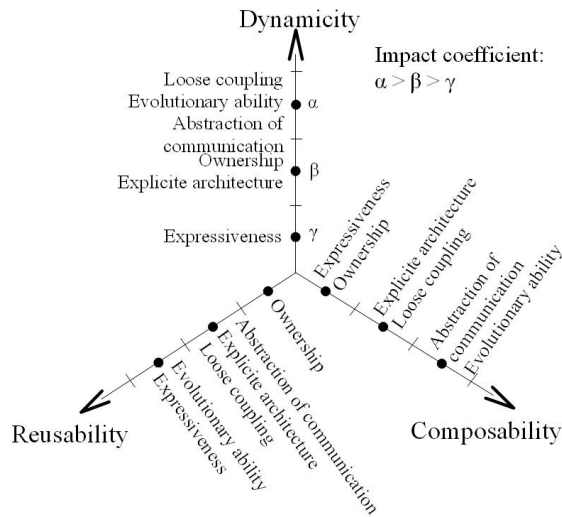 Dynamicity
Impact coefficient:
α > β > γ
Loose coupling
Evolutionary ability
α
Abstraction of
communication
Ownership
β
Explicite architecture
Expressiveness
γ
Expressiveness
Ownership
Explicite architecture
Loose coupling
Abstraction of
communication
Evolutionary ability
Ownership
Abstraction of communication
Explicite architecture
Loose coupling
Evolutionary ability
Expressiveness
Reusability
Composability